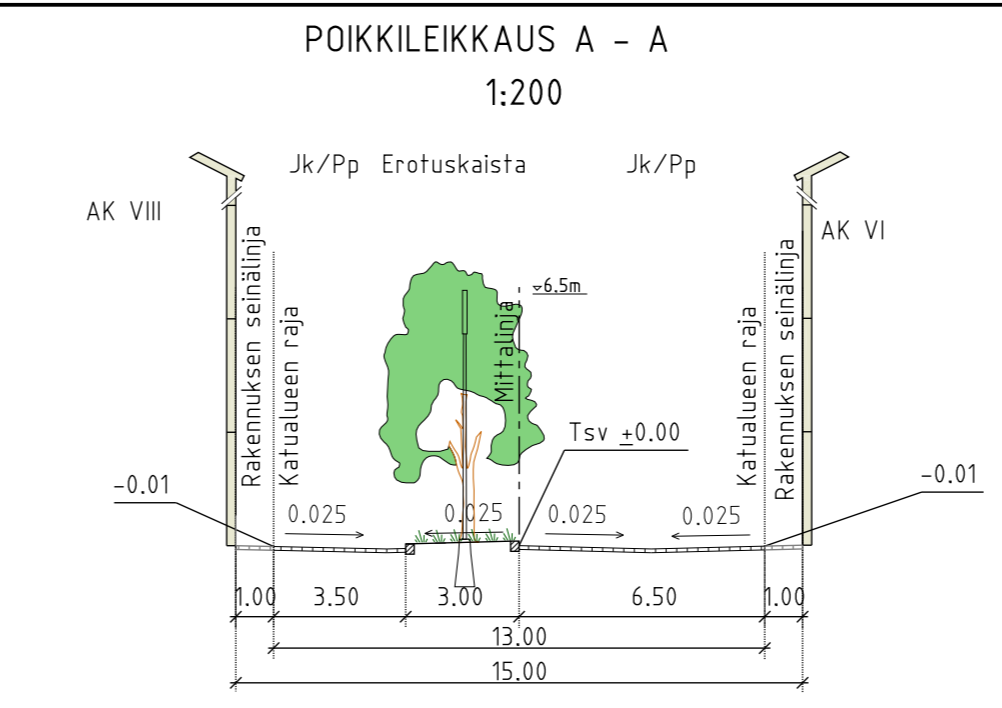 POIKKILEIKKAUS A - A
1:200
Jk/Pp Erotuskaista Jk/Pp
AK VIII
AK VI
Rakennuksen seinälinja
Katualueen raja
Mittalinja
6.5m
Katualueen raja
Rakennuksen seinälinja
Tsv ±0.00
-0.01
-0.01
0.025 0.025 0.025 0.025
1.00 3.50 3.00 6.50 1.00
13.00
15.00